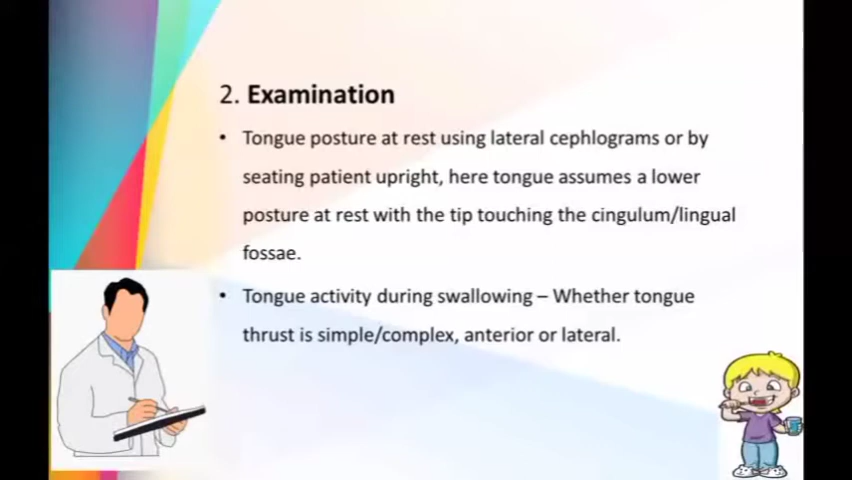 2. Examination
• Tongue posture at rest using lateral cephlograms or by
seating patient upright, here tongue assumes a lower
posture at rest with the tip touching the cingulum/lingual
fossae.
• Tongue activity during swallowing – Whether tongue
thrust is simple/complex, anterior or lateral.